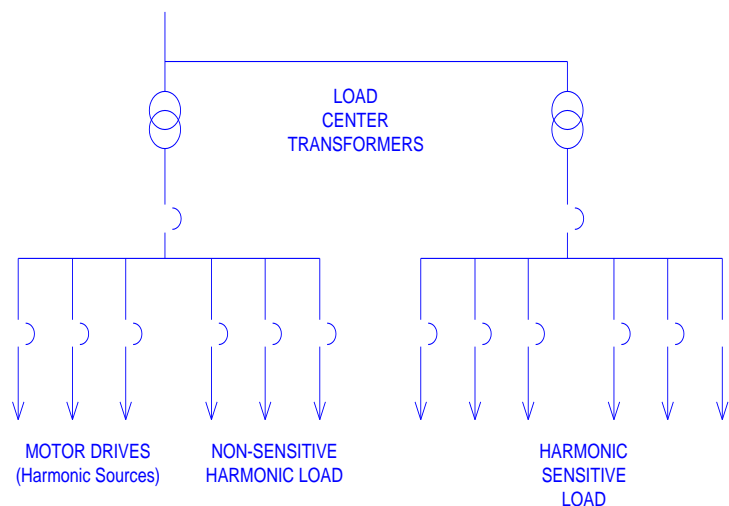 LOAD
CENTER
TRANSFORMERS
MOTOR DRIVES
(Harmonic Sources)
NON-SENSITIVE
HARMONIC LOAD
HARMONIC
SENSITIVE
LOAD